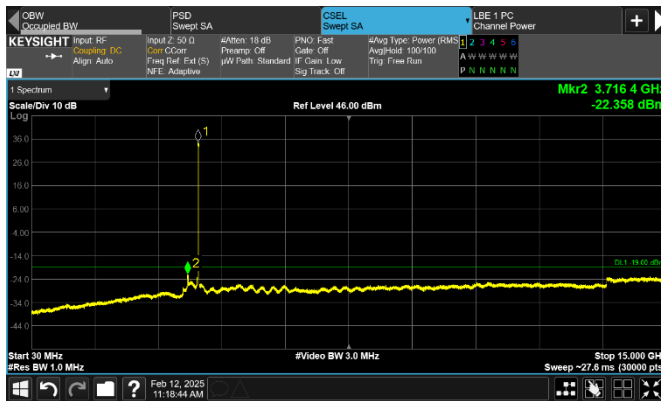 OBW
Occupied BW
PSD
Swept SA
CSEL
Swept SA
LBE 1 PC
Channel Power
+
KEYSIGHT
Input: RF
Coupling: DC
Align: Auto
Input Z: 50 Ω
Corr CCorr
Freq Ref: Ext (S)
NFE: Adaptive
#Atten: 18 dB
Preamp: Off
µW Path: Standard
PNO: Fast
Gate: Off
IF Gain: Low
Sig Track: Off
#Avg Type: Power (RMS
Avg|Hold: 100/100
Trig: Free Run
1 2 3 4 5 6
A W W W W W W
P N N N N N
LXI
1 Spectrum
Scale/Div 10 dB
Log
Ref Level 46.00 dBm
Mkr2 3.716 4 GHz
-22.358 dBm
36.0
26.0
16.0
6.00
-4.00
-14.0
-24.0
-34.0
-44.0
1
2
DL1 -19.00 dBm
Start 30 MHz
#Res BW 1.0 MHz
#Video BW 3.0 MHz
Stop 15.000 GHz
Sweep ~27.6 ms (30000 pts
?
Feb 12, 2025
11:18:44 AM